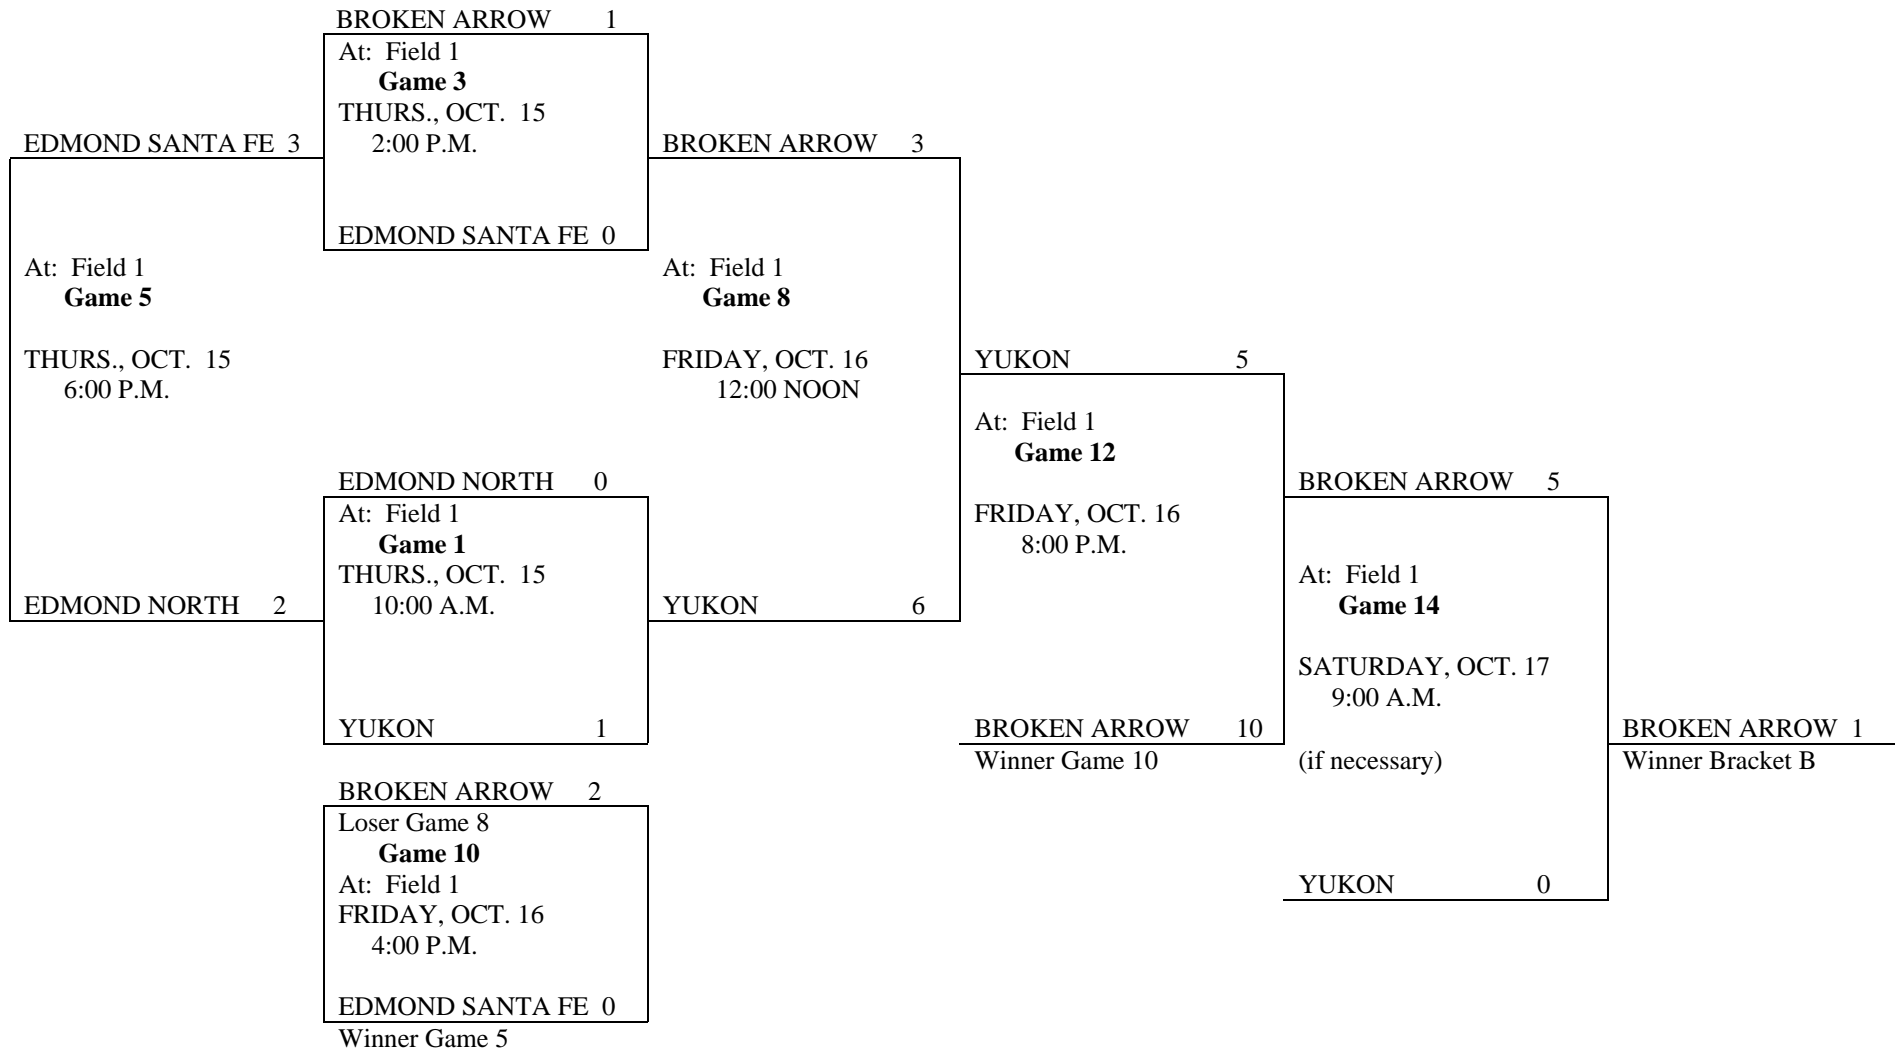 BROKEN ARROW 1
At: Field 1
Game 3
THURS., OCT. 15
2:00 P.M.
EDMOND SANTA FE 0
EDMOND SANTA FE 3
At: Field 1
Game 5
THURS., OCT. 15
6:00 P.M.
EDMOND NORTH 2
EDMOND NORTH 0
At: Field 1
Game 1
THURS., OCT. 15
10:00 A.M.
YUKON 1
BROKEN ARROW 3
At: Field 1
Game 8
FRIDAY, OCT. 16
12:00 NOON
YUKON 6
BROKEN ARROW 2
Loser Game 8
Game 10
At: Field 1
FRIDAY, OCT. 16
4:00 P.M.
EDMOND SANTA FE 0
Winner Game 5
YUKON 5
At: Field 1
Game 12
FRIDAY, OCT. 16
8:00 P.M.
BROKEN ARROW 10
Winner Game 10
BROKEN ARROW 5
At: Field 1
Game 14
SATURDAY, OCT. 17
9:00 A.M.
(if necessary)
YUKON 0
BROKEN ARROW 1
Winner Bracket B